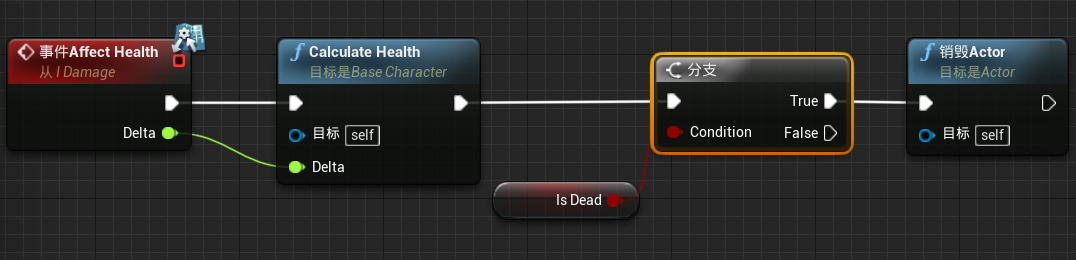 事件Affect Health
从 I Damage
Delta
Calculate Health
目标是Base Character
目标 self
Delta
Is Dead
分支
True
Condition
False
销毁Actor
目标是Actor
目标 self